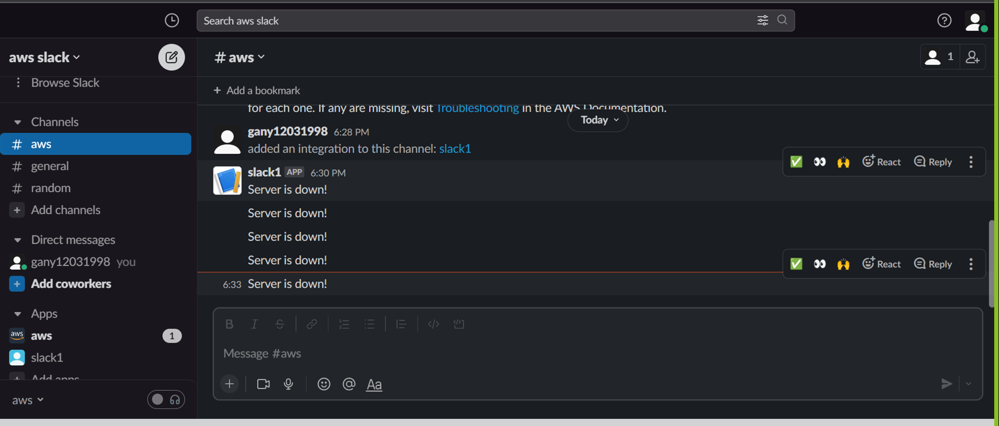 Search aws slack
aws slack
# aws
1
Browse Slack
+ Add a bookmark
for each one. If any are missing, visit Troubleshooting in the AWS Documentation.
Today
Channels
# aws
# general
# random
+ Add channels
Direct messages
gany12031998 you
+ Add coworkers
Apps
aws aws 1
slack1
+ Add apps
aws
gany12031998 6:28 PM
added an integration to this channel: slack1
React Reply
slack1 APP 6:30 PM
Server is down!
Server is down!
Server is down!
Server is down!
React Reply
6:33 Server is down!
B I S
Message #aws
+ @ Aa